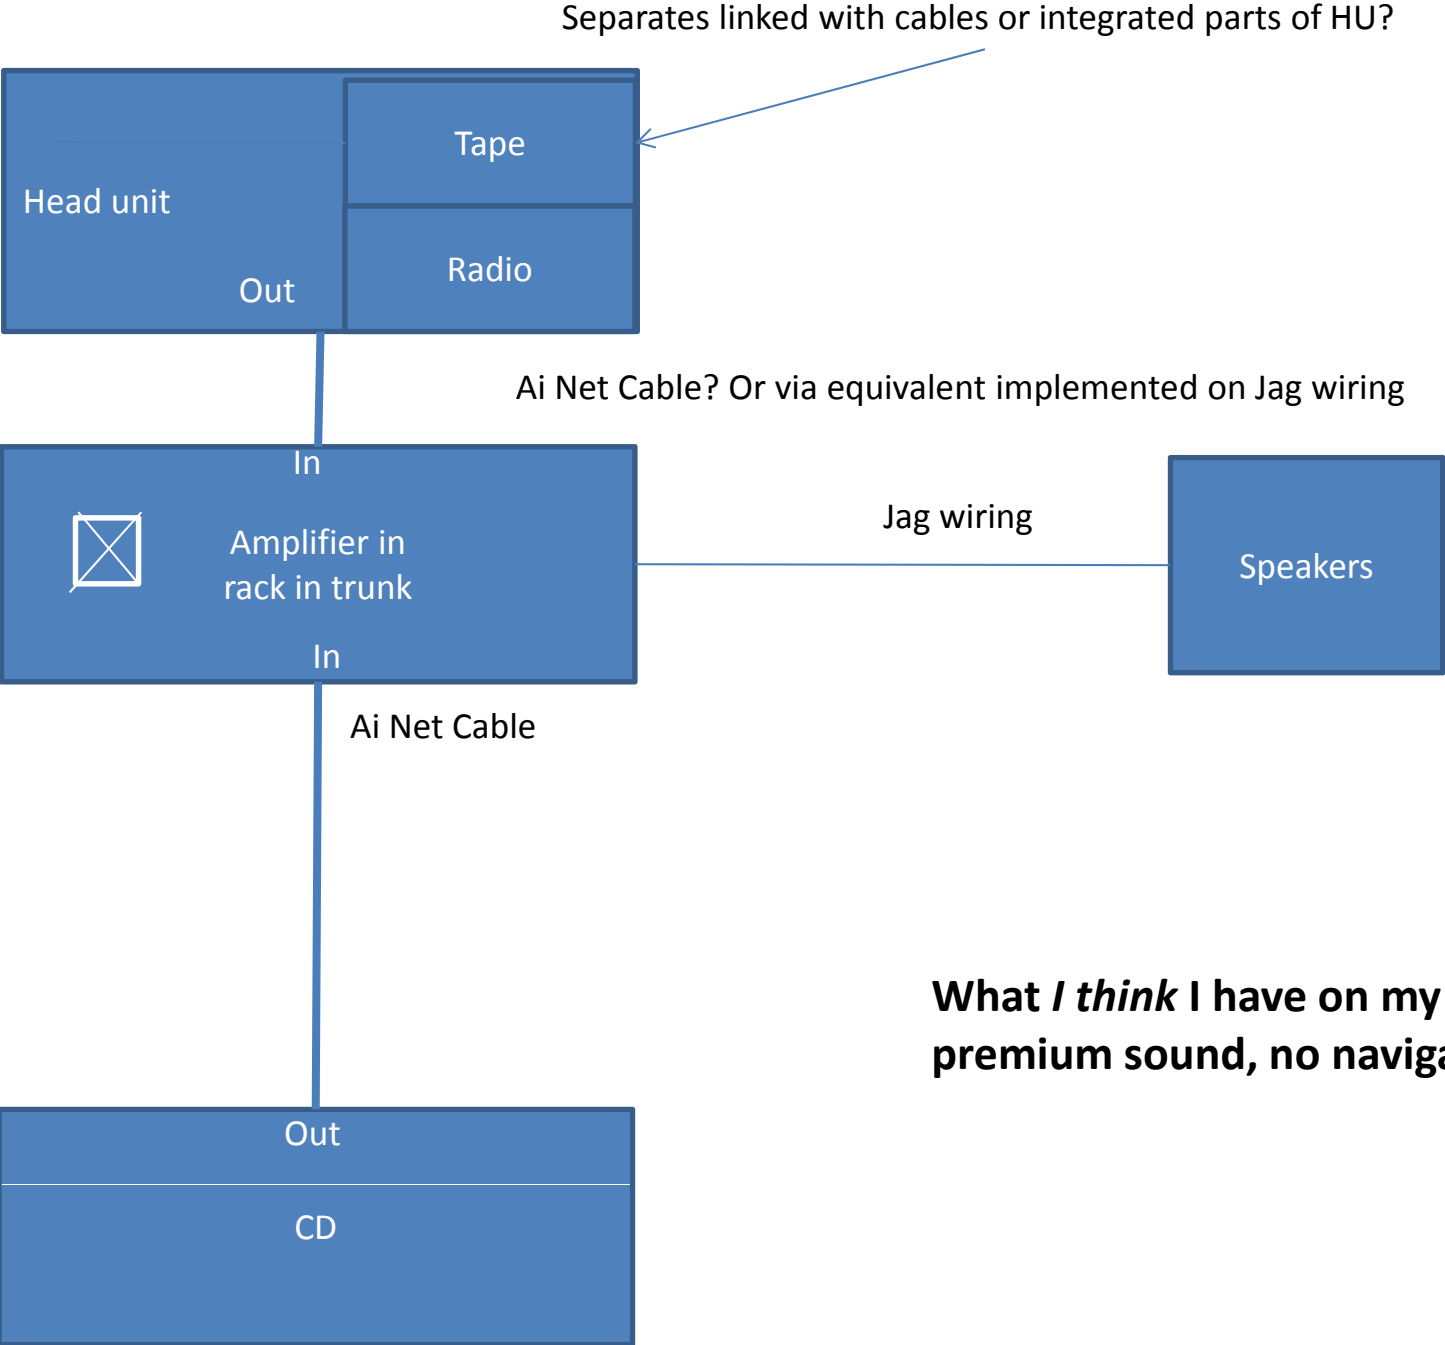 Separates linked with cables or integrated parts of HU?
Tape
Head unit
Radio
Out
Ai Net Cable? Or via equivalent implemented on Jag wiring
In
Jag wiring
Amplifier in
rack in trunk
Speakers
In
Ai Net Cable
What I think I have on my
premium sound, no naviga
Out
CD